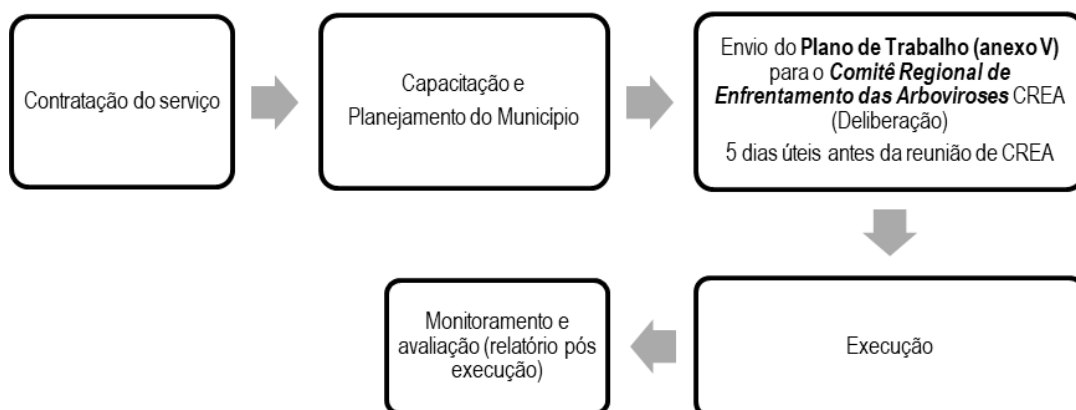 Contratação do serviço
Capacitação e
Planejamento do Município
Envio do Plano de Trabalho (anexo V)
para o Comitê Regional de
Enfrentamento das Arboviroses CREA
(Deliberação)
5 dias úteis antes da reunião de CREA
Monitoramento e
avaliação (relatório pós
execução)
Execução